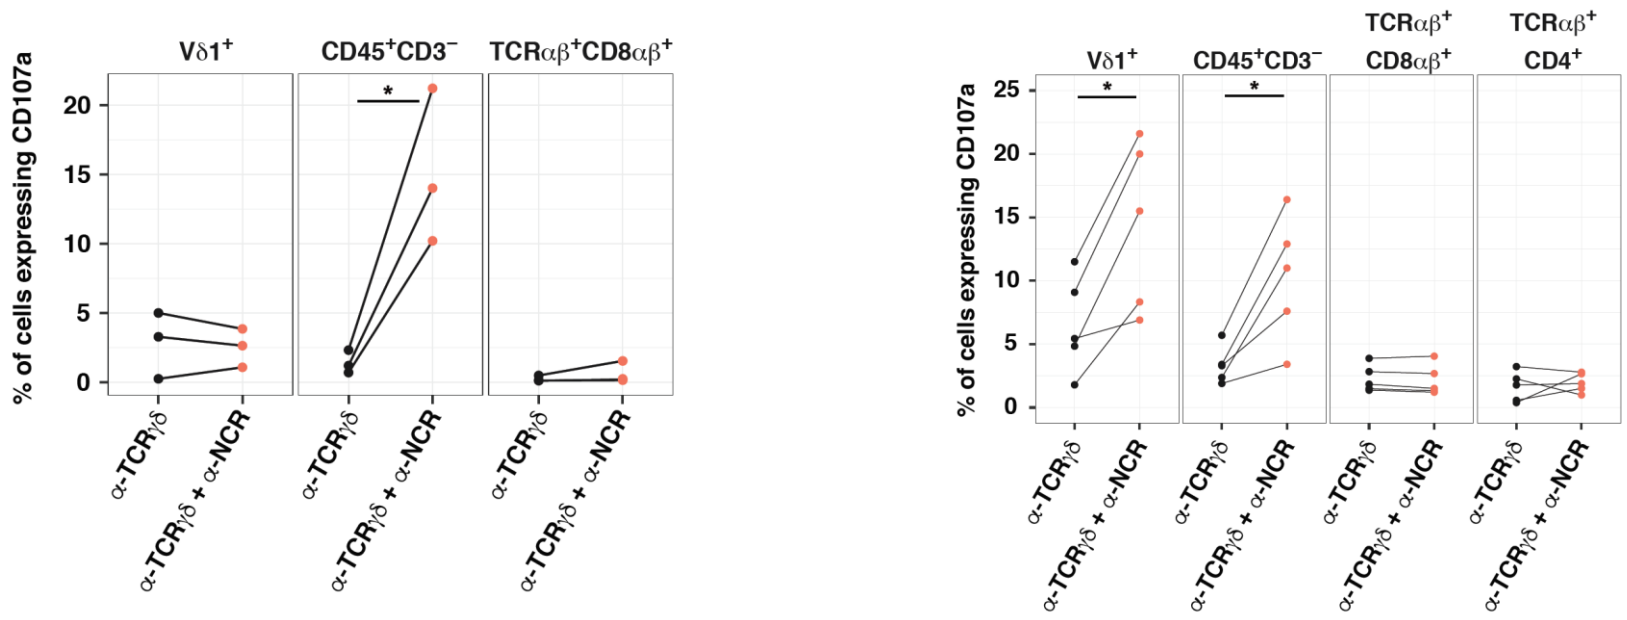 Vδ1⁺ CD45⁺CD3⁻ TCRαβ⁺CD8αβ⁺
% of cells expressing CD107a
20
15
10
5
0
*
α-TCRγδ
α-TCRγδ + α-NCR
α-TCRγδ
α-TCRγδ + α-NCR
α-TCRγδ
α-TCRγδ + α-NCR
TCRαβ⁺ TCRαβ⁺
Vδ1⁺ CD45⁺CD3⁻ CD8αβ⁺ CD4⁺
% of cells expressing CD107a
25
20
15
10
5
0
*
*
α-TCRγδ
α-TCRγδ + α-NCR
α-TCRγδ
α-TCRγδ + α-NCR
α-TCRγδ
α-TCRγδ + α-NCR
α-TCRγδ
α-TCRγδ + α-NCR